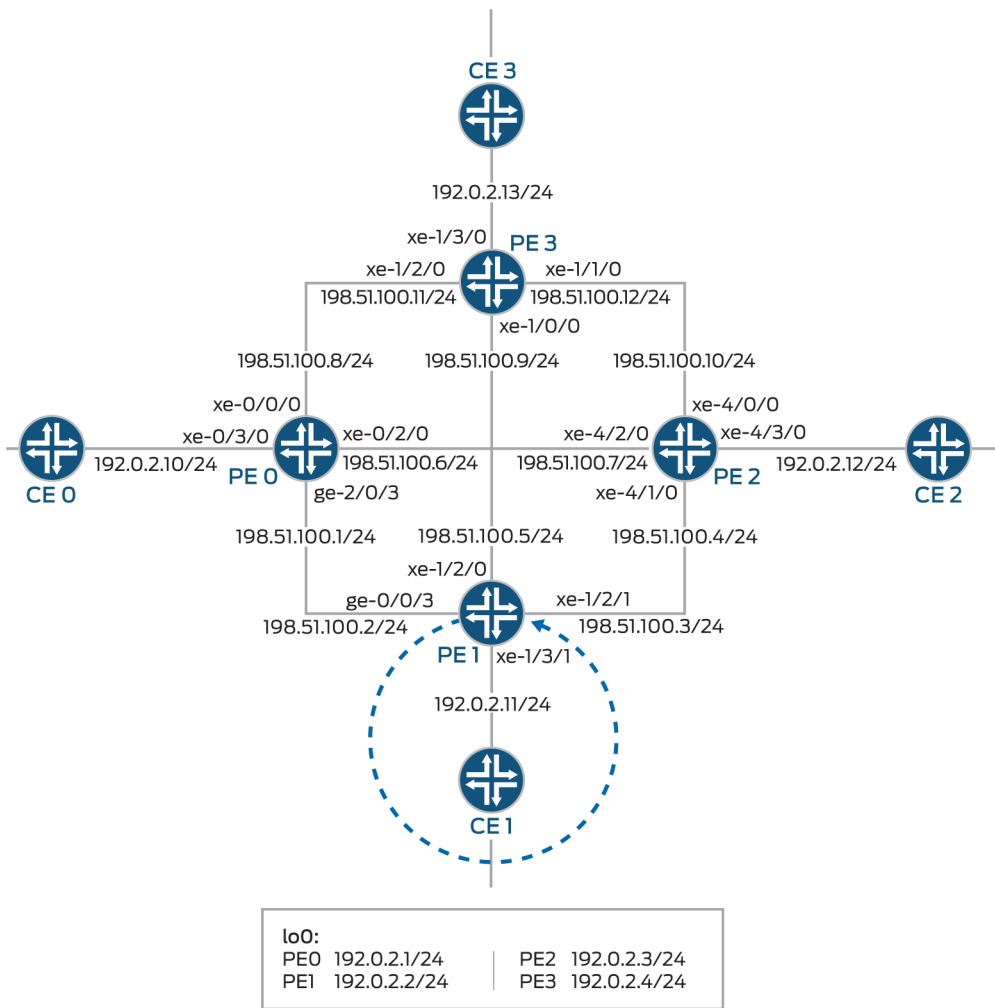 CE 3
192.0.2.13/24
xe-1/3/0
PE 3
xe-1/2/0
xe-1/1/0
198.51.100.11/24
198.51.100.12/24
xe-1/0/0
198.51.100.8/24
198.51.100.9/24
198.51.100.10/24
xe-0/0/0
xe-4/0/0
xe-0/3/0
xe-0/2/0
xe-4/2/0
xe-4/3/0
192.0.2.10/24
198.51.100.6/24
198.51.100.7/24
192.0.2.12/24
CE 0
PE 0
PE 2
CE 2
ge-2/0/3
xe-4/1/0
198.51.100.1/24
198.51.100.5/24
198.51.100.4/24
xe-1/2/0
ge-0/0/3
xe-1/2/1
198.51.100.2/24
198.51.100.3/24
PE 1
xe-1/3/1
192.0.2.11/24
CE 1
lo0:
PE0 192.0.2.1/24
PE2 192.0.2.3/24
PE1 192.0.2.2/24
PE3 192.0.2.4/24